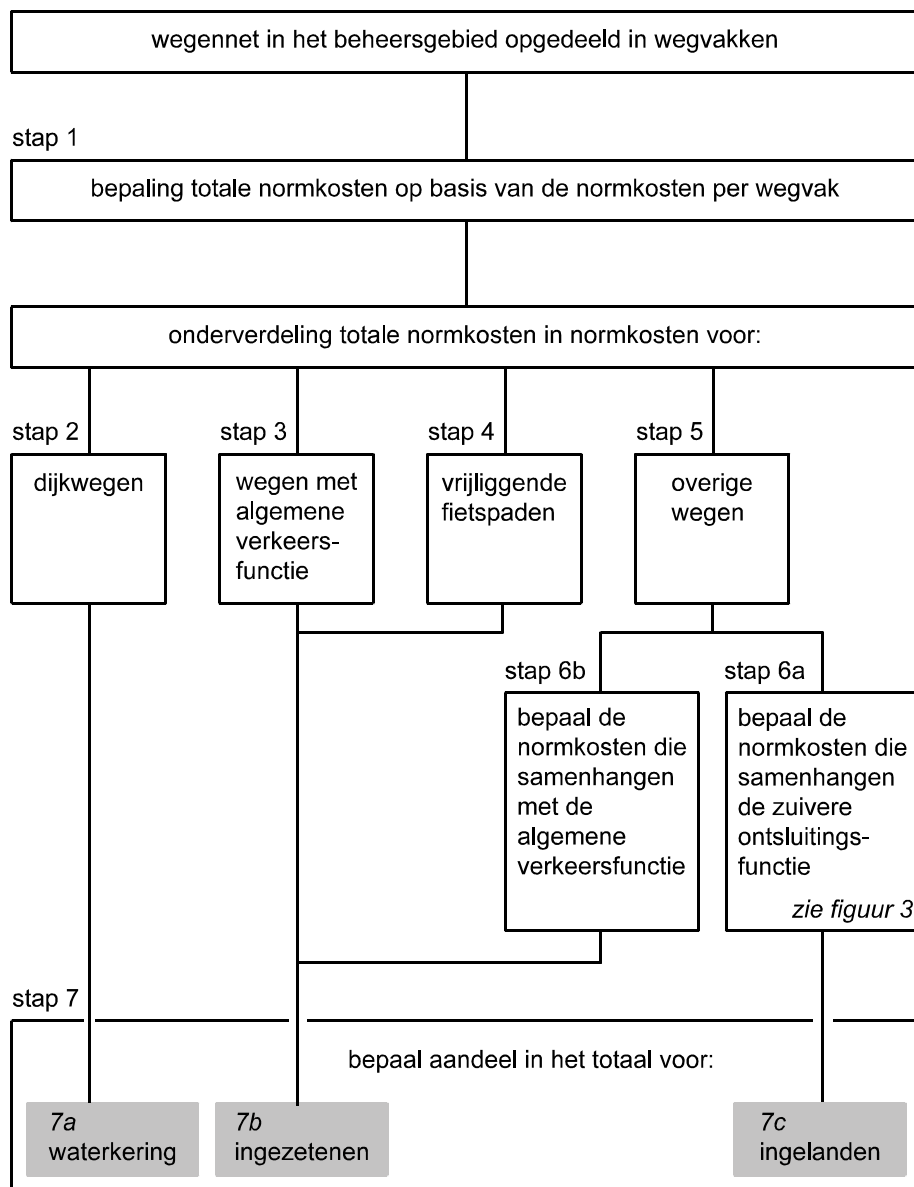 wegennet in het beheersgebied opgedeeld in wegvakken
stap 1
bepaling totale normkosten op basis van de normkosten per wegvak
onderverdeling totale normkosten in normkosten voor:
stap 2
dijkwegen
stap 3
wegen met
algemene
verkeers-
functie
stap 4
vrijliggende
fietspaden
stap 5
overige
wegen
stap 6b
bepaal de
normkosten die
samenhangen
met de
algemene
verkeersfunctie
stap 6a
bepaal de
normkosten die
samenhangen
de zuivere
ontsluitings-
functie
zie figuur 3
stap 7
bepaal aandeel in het totaal voor:
7a
waterkering
7b
ingezetenen
7c
ingelanden